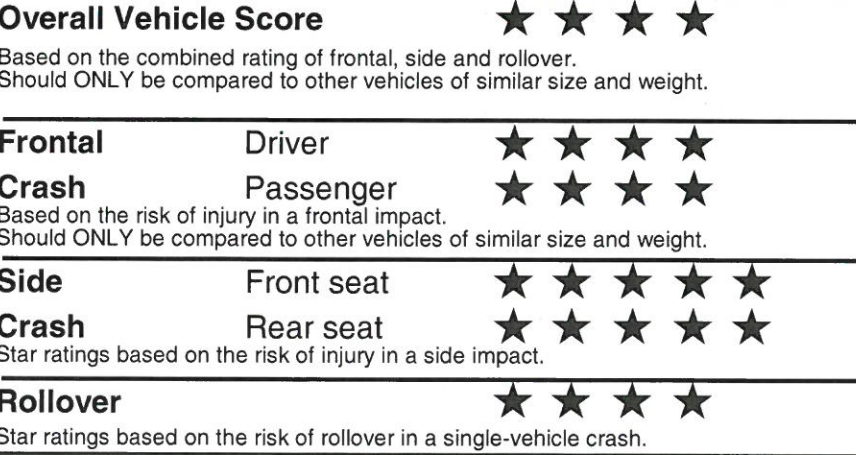 Overall Vehicle Score ★ ★ ★ ★
Based on the combined rating of frontal, side and rollover.
Should ONLY be compared to other vehicles of similar size and weight.
Frontal Driver ★ ★ ★ ★
Crash Passenger ★ ★ ★ ★
Based on the risk of injury in a frontal impact.
Should ONLY be compared to other vehicles of similar size and weight.
Side Front seat ★ ★ ★ ★ ★
Crash Rear seat ★ ★ ★ ★ ★
Star ratings based on the risk of injury in a side impact.
Rollover ★ ★ ★ ★
Star ratings based on the risk of rollover in a single-vehicle crash.